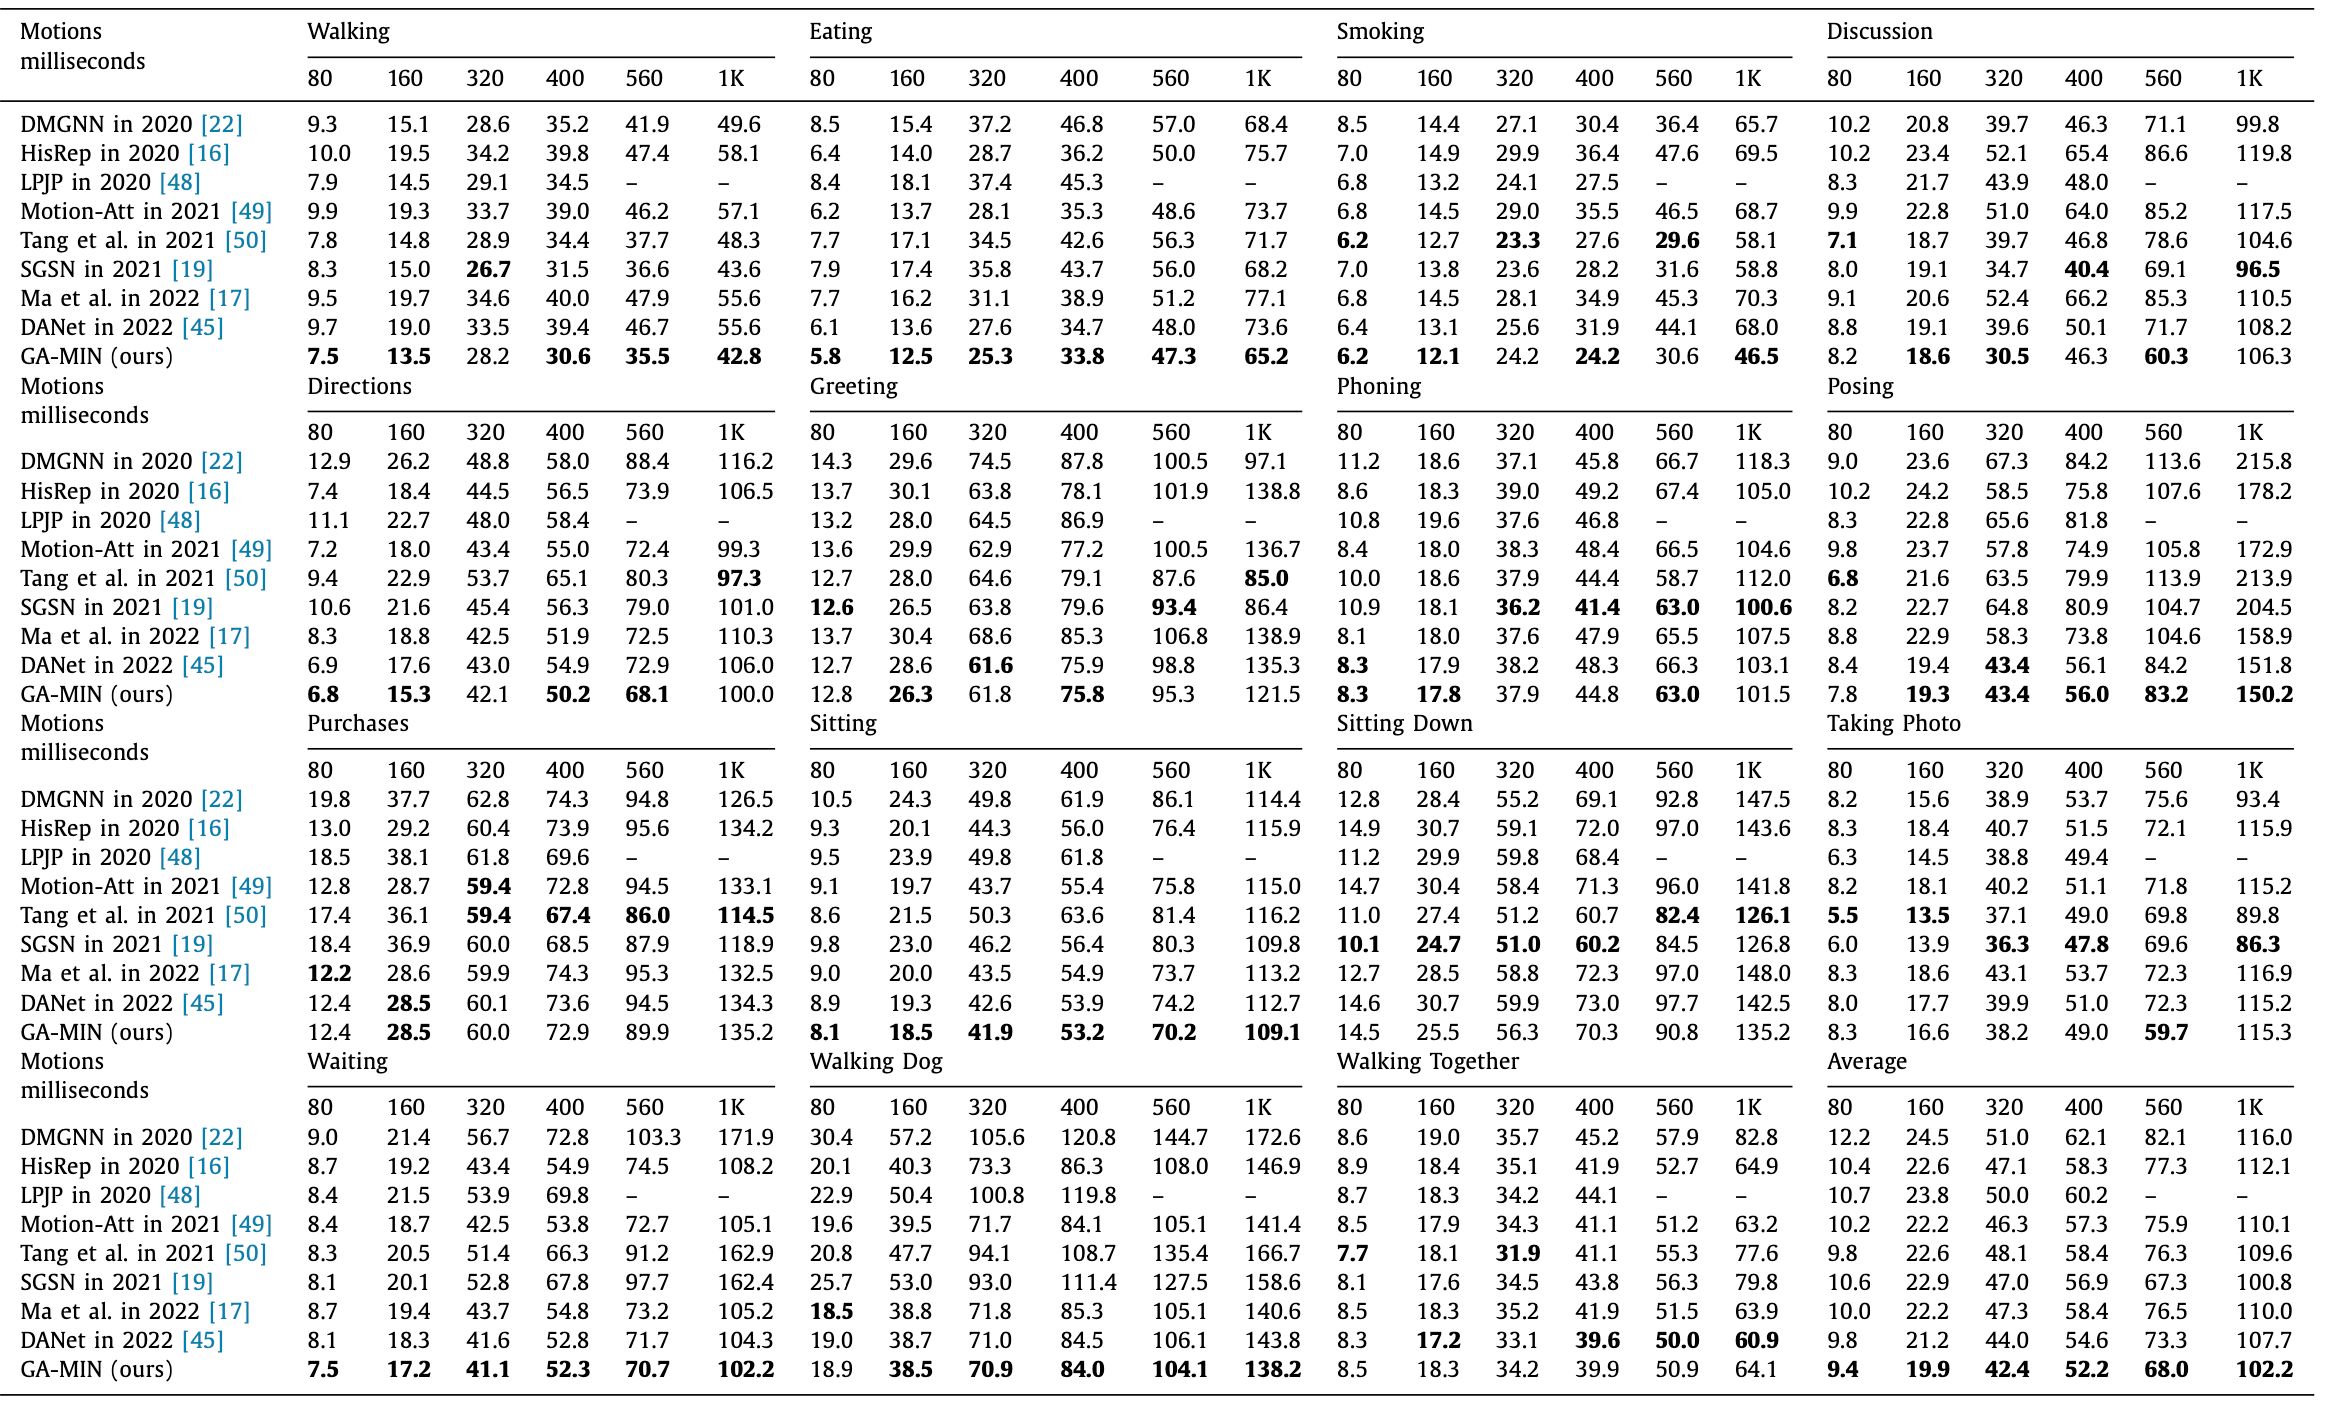 Motions Walking Eating Smoking Discussion
milliseconds
80 160 320 400 560 1K 80 160 320 400 560 1K 80 160 320 400 560 1K 80 160 320 400 560 1K
DMGNN in 2020 [22] 9.3 15.1 28.6 35.2 41.9 49.6 8.5 15.4 37.2 46.8 57.0 68.4 8.5 14.4 27.1 30.4 36.4 65.7 10.2 20.8 39.7 46.3 71.1 99.8
HisRep in 2020 [16] 10.0 19.5 34.2 39.8 47.4 58.1 6.4 14.0 28.7 36.2 50.0 75.7 7.0 14.9 29.9 36.4 47.6 69.5 10.2 23.4 52.1 65.4 86.6 119.8
LPJP in 2020 [48] 7.9 14.5 29.1 34.5 – – 8.4 18.1 37.4 45.3 – – 6.8 13.2 24.1 27.5 – – 8.3 21.7 43.9 48.0 – –
Motion-Att in 2021 [49] 9.9 19.3 33.7 39.0 46.2 57.1 6.2 13.7 28.1 35.3 48.6 73.7 6.8 14.5 29.0 35.5 46.5 68.7 9.9 22.8 51.0 64.0 85.2 117.5
Tang et al. in 2021 [50] 7.8 14.8 28.9 34.4 37.7 48.3 7.7 17.1 34.5 42.6 56.3 71.7 6.2 12.7 23.3 27.6 29.6 58.1 7.1 18.7 39.7 46.8 78.6 104.6
SGSN in 2021 [19] 8.3 15.0 26.7 31.5 36.6 43.6 7.9 17.4 35.8 43.7 56.0 68.2 7.0 13.8 23.6 28.2 31.6 58.8 8.0 19.1 34.7 40.4 69.1 96.5
Ma et al. in 2022 [17] 9.5 19.7 34.6 40.0 47.9 55.6 7.7 16.2 31.1 38.9 51.2 77.1 6.8 14.5 28.1 34.9 45.3 70.3 9.1 20.6 52.4 66.2 85.3 110.5
DANet in 2022 [45] 9.7 19.0 33.5 39.4 46.7 55.6 6.1 13.6 27.6 34.7 48.0 73.6 6.4 13.1 25.6 31.9 44.1 68.0 8.8 19.1 39.6 50.1 71.7 108.2
GA-MIN (ours) 7.5 13.5 28.2 30.6 35.5 42.8 5.8 12.5 25.3 33.8 47.3 65.2 6.2 12.1 24.2 24.2 30.6 46.5 8.2 18.6 30.5 46.3 60.3 106.3
Motions Directions Greeting Phoning Posing
milliseconds
80 160 320 400 560 1K 80 160 320 400 560 1K 80 160 320 400 560 1K 80 160 320 400 560 1K
DMGNN in 2020 [22] 12.9 26.2 48.8 58.0 88.4 116.2 14.3 29.6 74.5 87.8 100.5 97.1 11.2 18.6 37.1 45.8 66.7 118.3 9.0 23.6 67.3 84.2 113.6 215.8
HisRep in 2020 [16] 7.4 18.4 44.5 56.5 73.9 106.5 13.7 30.1 63.8 78.1 101.9 138.8 8.6 18.3 39.0 49.2 67.4 105.0 10.2 24.2 58.5 75.8 107.6 178.2
LPJP in 2020 [48] 11.1 22.7 48.0 58.4 – – 13.2 28.0 64.5 86.9 – – 10.8 19.6 37.6 46.8 – – 8.3 22.8 65.6 81.8 – –
Motion-Att in 2021 [49] 7.2 18.0 43.4 55.0 72.4 99.3 13.6 29.9 62.9 77.2 100.5 136.7 8.4 18.0 38.3 48.4 66.5 104.6 9.8 23.7 57.8 74.9 105.8 172.9
Tang et al. in 2021 [50] 9.4 22.9 53.7 65.1 80.3 97.3 12.7 28.0 64.6 79.1 87.6 85.0 10.0 18.6 37.9 44.4 58.7 112.0 6.8 21.6 63.5 79.9 113.9 213.9
SGSN in 2021 [19] 10.6 21.6 45.4 56.3 79.0 101.0 12.6 26.5 63.8 79.6 93.4 86.4 10.9 18.1 36.2 41.4 63.0 100.6 8.2 22.7 64.8 80.9 104.7 204.5
Ma et al. in 2022 [17] 8.3 18.8 42.5 51.9 72.5 110.3 13.7 30.4 68.6 85.3 106.8 138.9 8.1 18.0 37.6 47.9 65.5 107.5 8.8 22.9 58.3 73.8 104.6 158.9
DANet in 2022 [45] 6.9 17.6 43.0 54.9 72.9 106.0 12.7 28.6 61.6 75.9 98.8 135.3 8.3 17.9 38.2 48.3 66.3 103.1 8.4 19.4 43.4 56.1 84.2 151.8
GA-MIN (ours) 6.8 15.3 42.1 50.2 68.1 100.0 12.8 26.3 61.8 75.8 95.3 121.5 8.3 17.8 37.9 44.8 63.0 101.5 7.8 19.3 43.4 56.0 83.2 150.2
Motions Purchases Sitting Sitting Down Taking Photo
milliseconds
80 160 320 400 560 1K 80 160 320 400 560 1K 80 160 320 400 560 1K 80 160 320 400 560 1K
DMGNN in 2020 [22] 19.8 37.7 62.8 74.3 94.8 126.5 10.5 24.3 49.8 61.9 86.1 114.4 12.8 28.4 55.2 69.1 92.8 147.5 8.2 15.6 38.9 53.7 75.6 93.4
HisRep in 2020 [16] 13.0 29.2 60.4 73.9 95.6 134.2 9.3 20.1 44.3 56.0 76.4 115.9 14.9 30.7 59.1 72.0 97.0 143.6 8.3 18.4 40.7 51.5 72.1 115.9
LPJP in 2020 [48] 18.5 38.1 61.8 69.6 – – 9.5 23.9 49.8 61.8 – – 11.2 29.9 59.8 68.4 – – 6.3 14.5 38.8 49.4 – –
Motion-Att in 2021 [49] 12.8 28.7 59.4 72.8 94.5 133.1 9.1 19.7 43.7 55.4 75.8 115.0 14.7 30.4 58.4 71.3 96.0 141.8 8.2 18.1 40.2 51.1 71.8 115.2
Tang et al. in 2021 [50] 17.4 36.1 59.4 67.4 86.0 114.5 8.6 21.5 50.3 63.6 81.4 116.2 11.0 27.4 51.2 60.7 82.4 126.1 5.5 13.5 37.1 49.0 69.8 89.8
SGSN in 2021 [19] 18.4 36.9 60.0 68.5 87.9 118.9 9.8 23.0 46.2 56.4 80.3 109.8 10.1 24.7 51.0 60.2 84.5 126.8 6.0 13.9 36.3 47.8 69.6 86.3
Ma et al. in 2022 [17] 12.2 28.6 59.9 74.3 95.3 132.5 9.0 20.0 43.5 54.9 73.7 113.2 12.7 28.5 58.8 72.3 97.0 148.0 8.3 18.6 43.1 53.7 72.3 116.9
DANet in 2022 [45] 12.4 28.5 60.1 73.6 94.5 134.3 8.9 19.3 42.6 53.9 74.2 112.7 14.6 30.7 59.9 73.0 97.7 142.5 8.0 17.7 39.9 51.0 72.3 115.2
GA-MIN (ours) 12.4 28.5 60.0 72.9 89.9 135.2 8.1 18.5 41.9 53.2 70.2 109.1 14.5 25.5 56.3 70.3 90.8 135.2 8.3 16.6 38.2 49.0 59.7 115.3
Motions Waiting Walking Dog Walking Together Average
milliseconds
80 160 320 400 560 1K 80 160 320 400 560 1K 80 160 320 400 560 1K 80 160 320 400 560 1K
DMGNN in 2020 [22] 9.0 21.4 56.7 72.8 103.3 171.9 30.4 57.2 105.6 120.8 144.7 172.6 8.6 19.0 35.7 45.2 57.9 82.8 12.2 24.5 51.0 62.1 82.1 116.0
HisRep in 2020 [16] 8.7 19.2 43.4 54.9 74.5 108.2 20.1 40.3 73.3 86.3 108.0 146.9 8.9 18.4 35.1 41.9 52.7 64.9 10.4 22.6 47.1 58.3 77.3 112.1
LPJP in 2020 [48] 8.4 21.5 53.9 69.8 – – 22.9 50.4 100.8 119.8 – – 8.7 18.3 34.2 44.1 – – 10.7 23.8 50.0 60.2 – –
Motion-Att in 2021 [49] 8.4 18.7 42.5 53.8 72.7 105.1 19.6 39.5 71.7 84.1 105.1 141.4 8.5 17.9 34.3 41.1 51.2 63.2 10.2 22.2 46.3 57.3 75.9 110.1
Tang et al. in 2021 [50] 8.3 20.5 51.4 66.3 91.2 162.9 20.8 47.7 94.1 108.7 135.4 166.7 7.7 18.1 31.9 41.1 55.3 77.6 9.8 22.6 48.1 58.4 76.3 109.6
SGSN in 2021 [19] 8.1 20.1 52.8 67.8 97.7 162.4 25.7 53.0 93.0 111.4 127.5 158.6 8.1 17.6 34.5 43.8 56.3 79.8 10.6 22.9 47.0 56.9 67.3 100.8
Ma et al. in 2022 [17] 8.7 19.4 43.7 54.8 73.2 105.2 18.5 38.8 71.8 85.3 105.1 140.6 8.5 18.3 35.2 41.9 51.5 63.9 10.0 22.2 47.3 58.4 76.5 110.0
DANet in 2022 [45] 8.1 18.3 41.6 52.8 71.7 104.3 19.0 38.7 71.0 84.5 106.1 143.8 8.3 17.2 33.1 39.6 50.0 60.9 9.8 21.2 44.0 54.6 73.3 107.7
GA-MIN (ours) 7.5 17.2 41.1 52.3 70.7 102.2 18.9 38.5 70.9 84.0 104.1 138.2 8.5 18.3 34.2 39.9 50.9 64.1 9.4 19.9 42.4 52.2 68.0 102.2